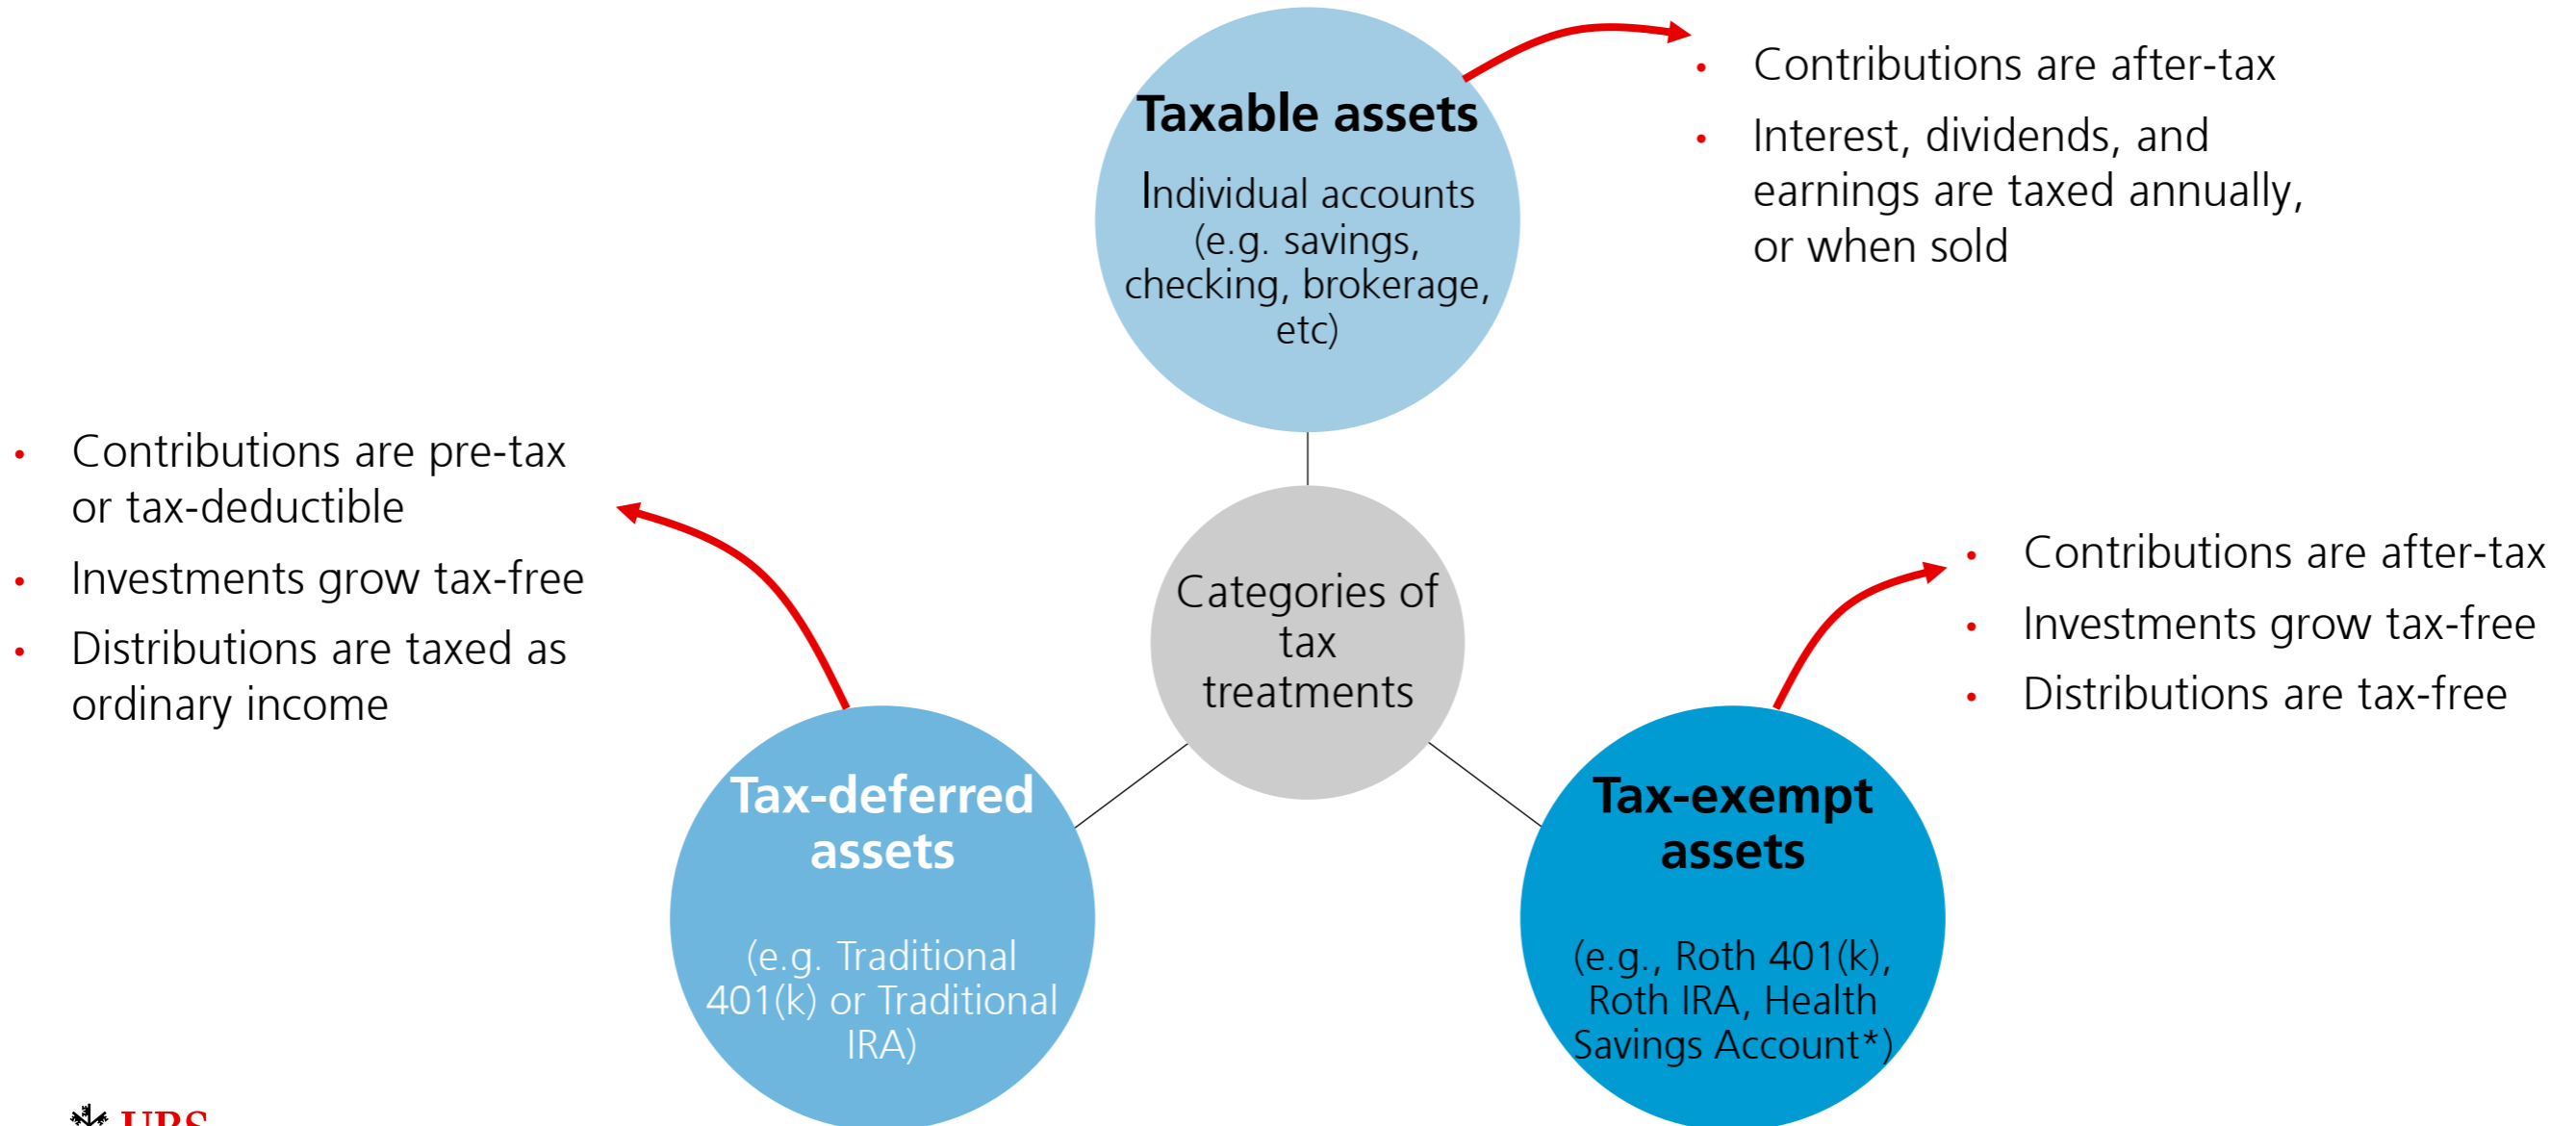 Taxable assets
Individual accounts
(e.g. savings,
checking, brokerage,
etc)
• Contributions are after-tax
• Interest, dividends, and
earnings are taxed annually,
or when sold
• Contributions are pre-tax
or tax-deductible
• Investments grow tax-free
• Distributions are taxed as
ordinary income
Categories of
tax
treatments
• Contributions are after-tax
• Investments grow tax-free
• Distributions are tax-free
Tax-deferred
assets
(e.g. Traditional
401(k) or Traditional
IRA)
Tax-exempt
assets
(e.g., Roth 401(k),
Roth IRA, Health
Savings Account*)
UBS